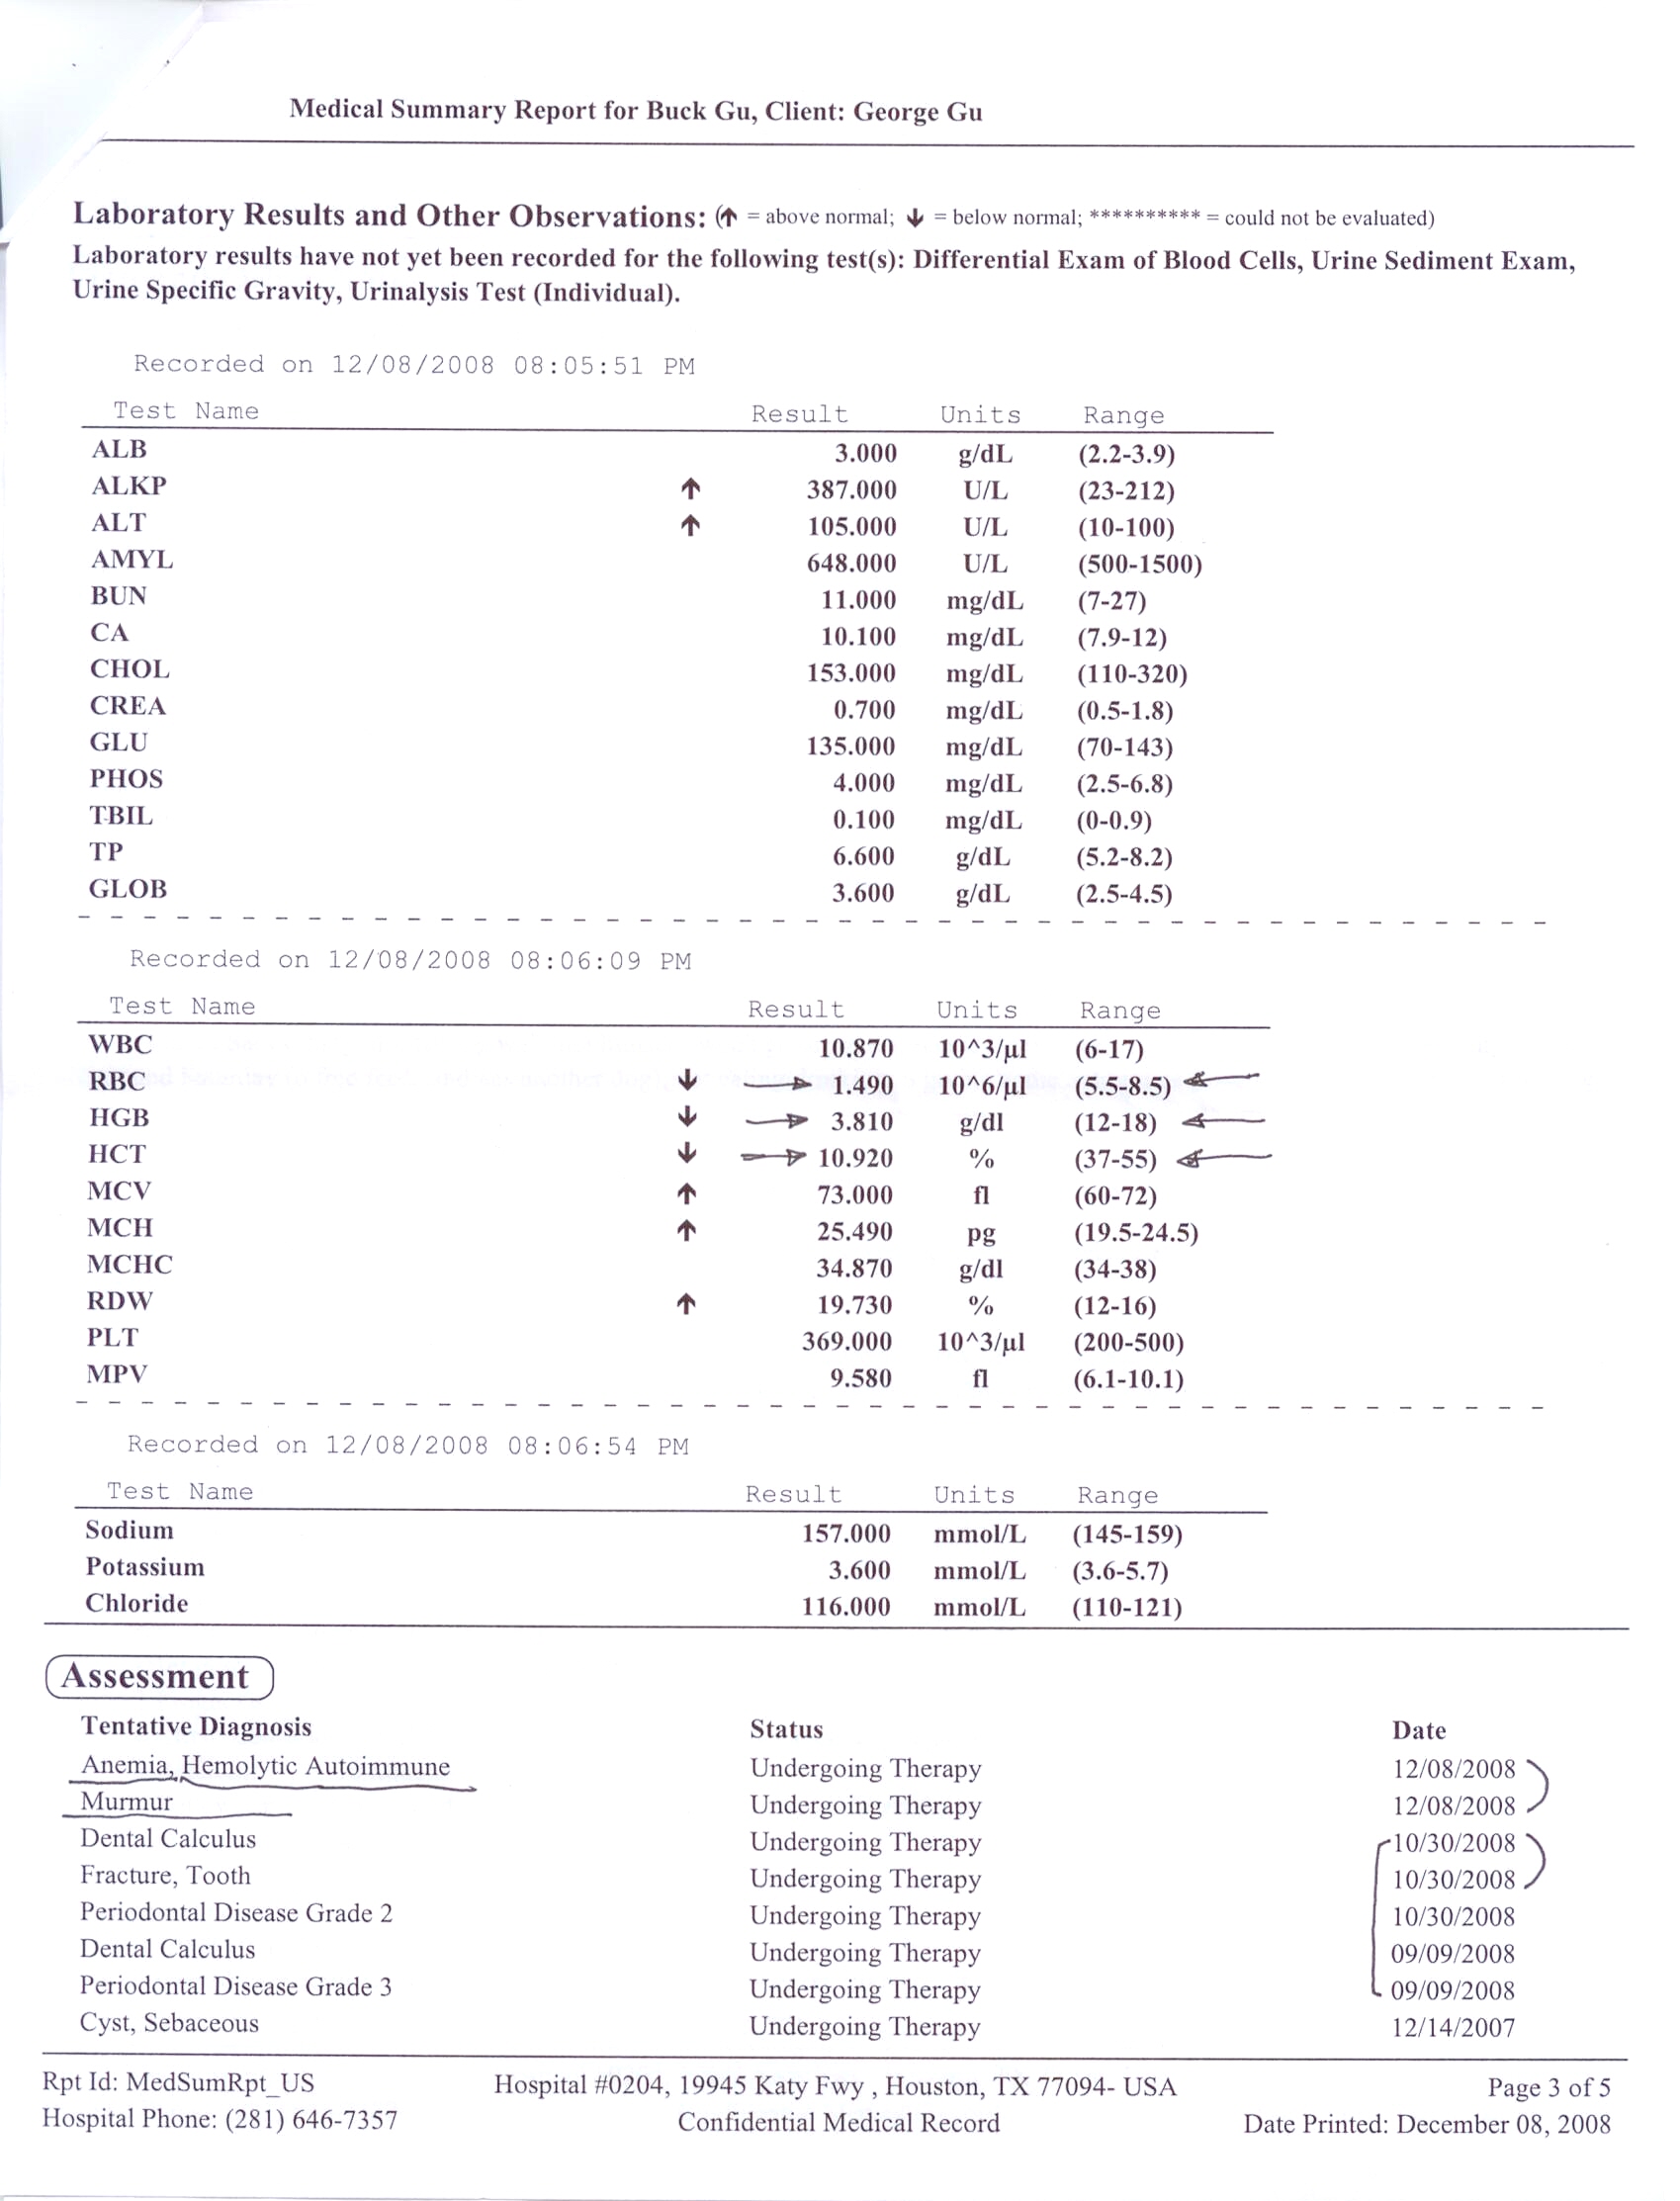 Medical Summary Report for Buck Gu, Client: George Gu
Laboratory Results and Other Observations: (↑ = above normal; ↓ = below normal; ********** = could not be evaluated)
Laboratory results have not yet been recorded for the following test(s): Differential Exam of Blood Cells, Urine Sediment Exam,
Urine Specific Gravity, Urinalysis Test (Individual).
Recorded on 12/08/2008 08:05:51 PM
Test Name Result Units Range
ALB 3.000 g/dL (2.2-3.9)
ALKP ↑ 387.000 U/L (23-212)
ALT ↑ 105.000 U/L (10-100)
AMYL 648.000 U/L (500-1500)
BUN 11.000 mg/dL (7-27)
CA 10.100 mg/dL (7.9-12)
CHOL 153.000 mg/dL (110-320)
CREA 0.700 mg/dL (0.5-1.8)
GLU 135.000 mg/dL (70-143)
PHOS 4.000 mg/dL (2.5-6.8)
TBIL 0.100 mg/dL (0-0.9)
TP 6.600 g/dL (5.2-8.2)
GLOB 3.600 g/dL (2.5-4.5)
Recorded on 12/08/2008 08:06:09 PM
Test Name Result Units Range
WBC 10.870 10^3/µl (6-17)
RBC ↓ 1.490 10^6/µl (5.5-8.5)
HGB ↓ 3.810 g/dl (12-18)
HCT ↓ 10.920 % (37-55)
MCV ↑ 73.000 fl (60-72)
MCH ↑ 25.490 pg (19.5-24.5)
MCHC 34.870 g/dl (34-38)
RDW ↑ 19.730 % (12-16)
PLT 369.000 10^3/µl (200-500)
MPV 9.580 fl (6.1-10.1)
Recorded on 12/08/2008 08:06:54 PM
Test Name Result Units Range
Sodium 157.000 mmol/L (145-159)
Potassium 3.600 mmol/L (3.6-5.7)
Chloride 116.000 mmol/L (110-121)
Assessment
Tentative Diagnosis Status Date
Anemia, Hemolytic Autoimmune Undergoing Therapy 12/08/2008
Murmur Undergoing Therapy 12/08/2008
Dental Calculus Undergoing Therapy 10/30/2008
Fracture, Tooth Undergoing Therapy 10/30/2008
Periodontal Disease Grade 2 Undergoing Therapy 10/30/2008
Dental Calculus Undergoing Therapy 09/09/2008
Periodontal Disease Grade 3 Undergoing Therapy 09/09/2008
Cyst, Sebaceous Undergoing Therapy 12/14/2007
Rpt Id: MedSumRpt_US Hospital #0204, 19945 Katy Fwy , Houston, TX 77094- USA Page 3 of 5
Hospital Phone: (281) 646-7357 Confidential Medical Record Date Printed: December 08, 2008